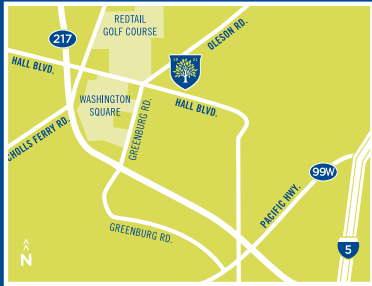 REDTAIL
GOLF COURSE
217
OLESON RD.
HALL BLVD.
WASHINGTON
SQUARE
HALL BLVD.
GREENBURG RD.
CHOLLS FERRY RD.
99W
PACIFIC HWY.
GREENBURG RD.
5
N